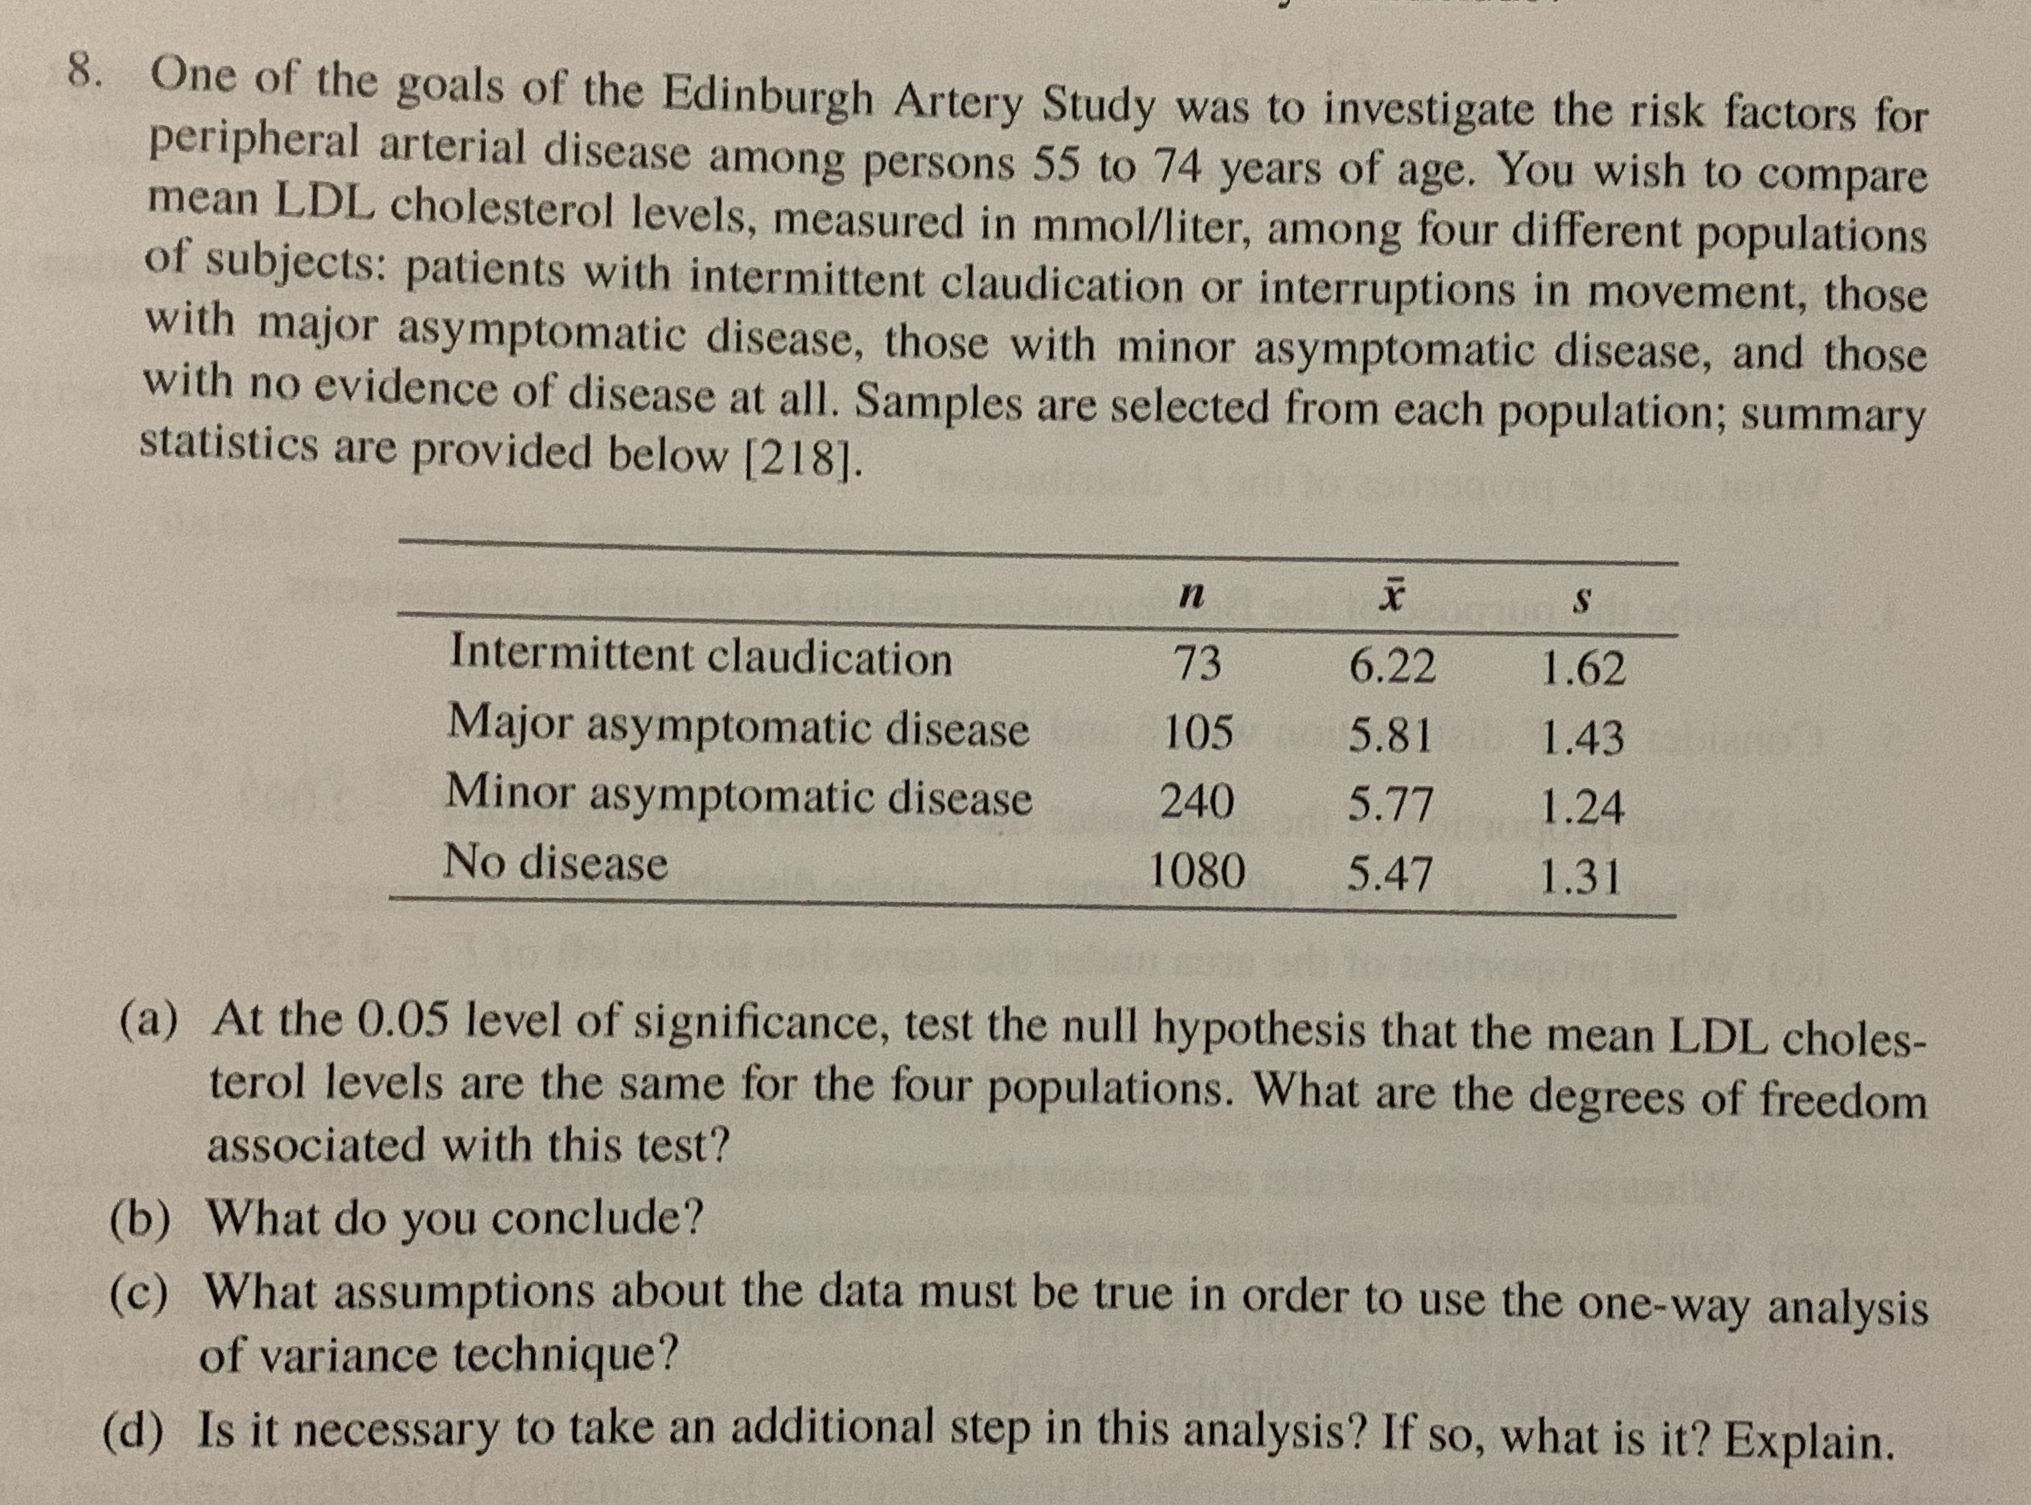 8. One of the goals of the Edinburgh Artery Study was to investigate the risk factors for
peripheral arterial disease among persons 55 to 74 years of age. You wish to compare
mean LDL cholesterol levels, measured in mmol/liter, among four different populations
of subjects: patients with intermittent claudication or interruptions in movement, those
with major asymptomatic disease, those with minor asymptomatic disease, and those
with no evidence of disease at all. Samples are selected from each population; summary
statistics are provided below [218].
n x̄ s
Intermittent claudication 73 6.22 1.62
Major asymptomatic disease 105 5.81 1.43
Minor asymptomatic disease 240 5.77 1.24
No disease 1080 5.47 1.31
(a) At the 0.05 level of significance, test the null hypothesis that the mean LDL choles-
terol levels are the same for the four populations. What are the degrees of freedom
associated with this test?
(b) What do you conclude?
(c) What assumptions about the data must be true in order to use the one-way analysis
of variance technique?
(d) Is it necessary to take an additional step in this analysis? If so, what is it? Explain.